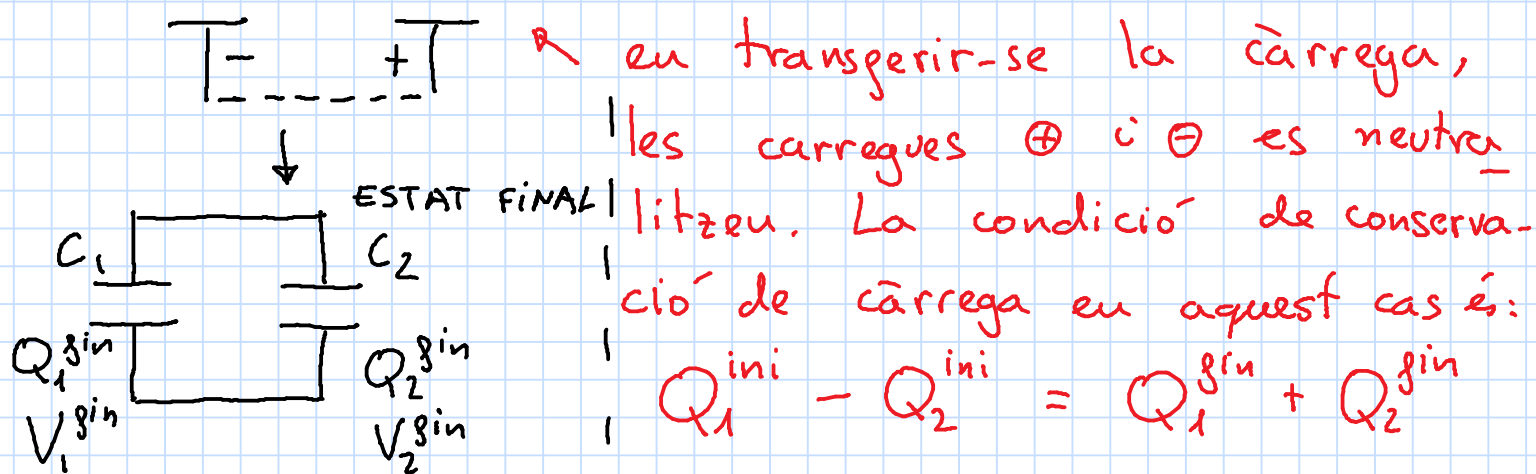 - +
en transferir-se la càrrega,
les carregues ⊕ i ⊖ es neutra
litzen. La condició de conserva-
ció de càrrega en aquest cas és:
Q₁ⁱⁿⁱ - Q₂ⁱⁿⁱ = Q₁ᶠⁱⁿ + Q₂ᶠⁱⁿ
ESTAT FINAL
C₁ C₂
Q₁ᶠⁱⁿ Q₂ᶠⁱⁿ
V₁ᶠⁱⁿ V₂ᶠⁱⁿ